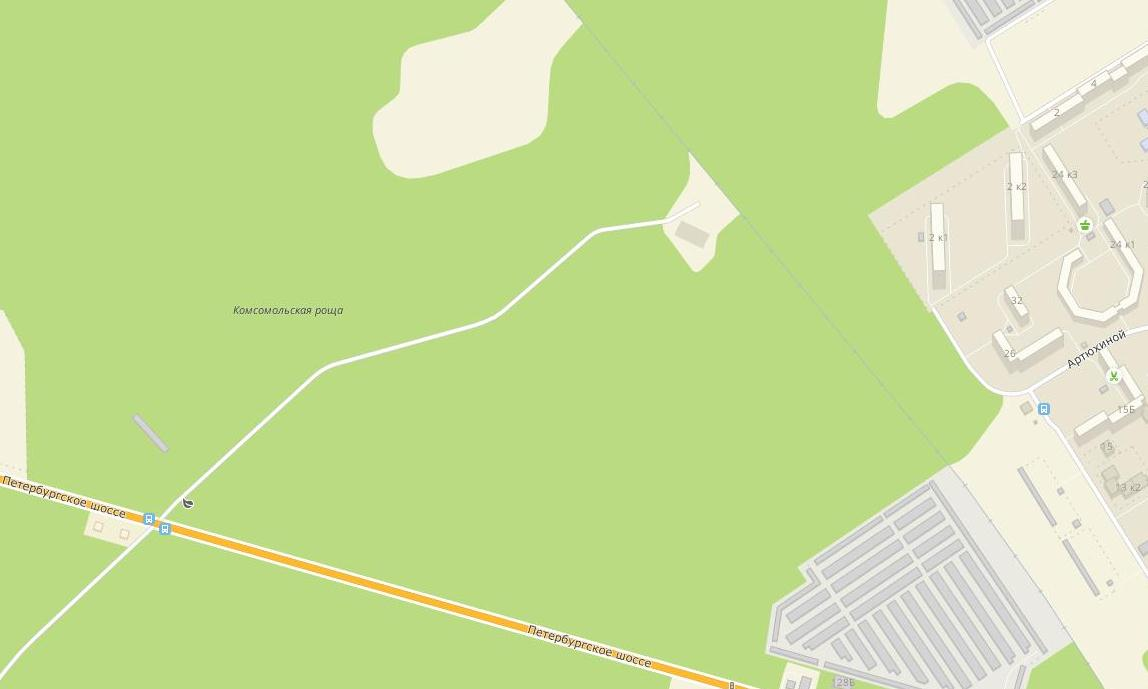 4
2
24 к3
2 к2
2 к1
24 к1
32
Комсомольская роща
Артюхиной
26
15Б
15
Петербургское шоссе
13 к2
Петербургское шоссе
128Б